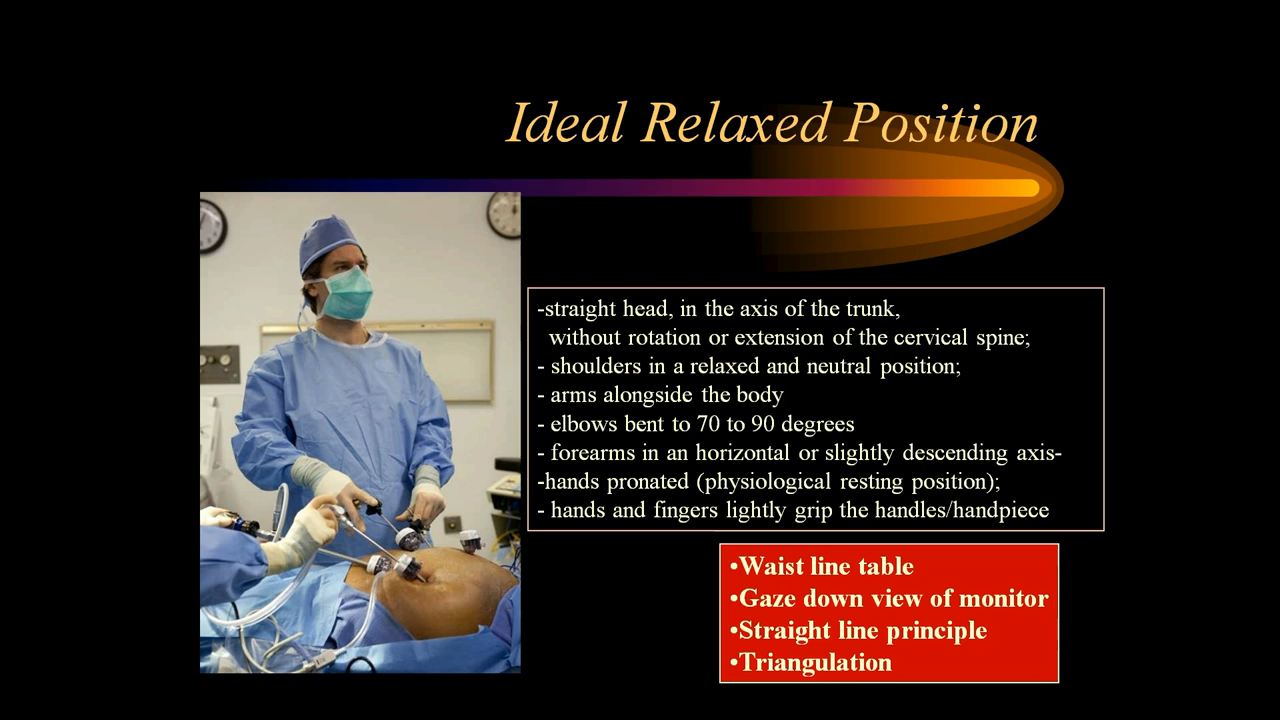 Ideal Relaxed Position
-straight head, in the axis of the trunk,
without rotation or extension of the cervical spine;
- shoulders in a relaxed and neutral position;
- arms alongside the body
- elbows bent to 70 to 90 degrees
- forearms in an horizontal or slightly descending axis-
-hands pronated (physiological resting position);
- hands and fingers lightly grip the handles/handpiece
•Waist line table
•Gaze down view of monitor
•Straight line principle
•Triangulation